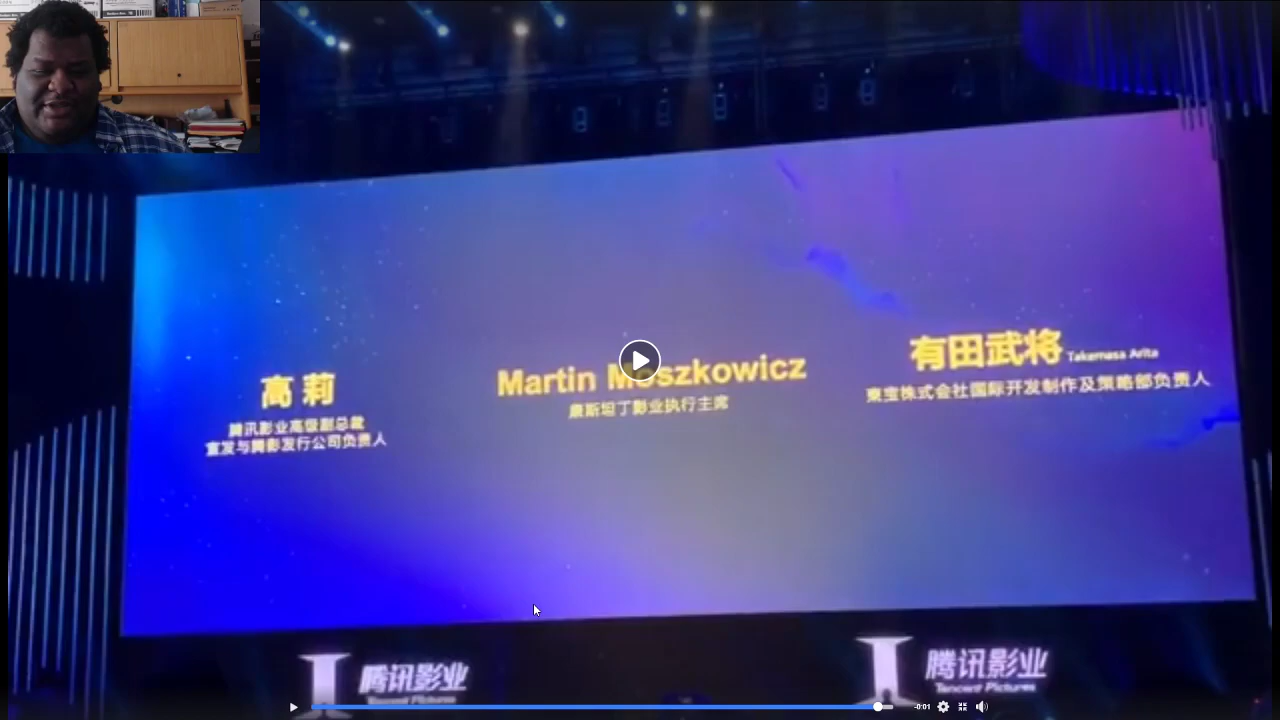 高 莉
腾讯影业高级副总裁
宣发与腾影发行公司负责人
Martin Moszkowicz
康斯坦丁影业执行主席
有田武将 Takemasa Arita
東宝株式会社国际开发制作及策略部负责人
腾讯影业
Tencent Pictures
腾讯影业
Tencent Pictures
-0:01